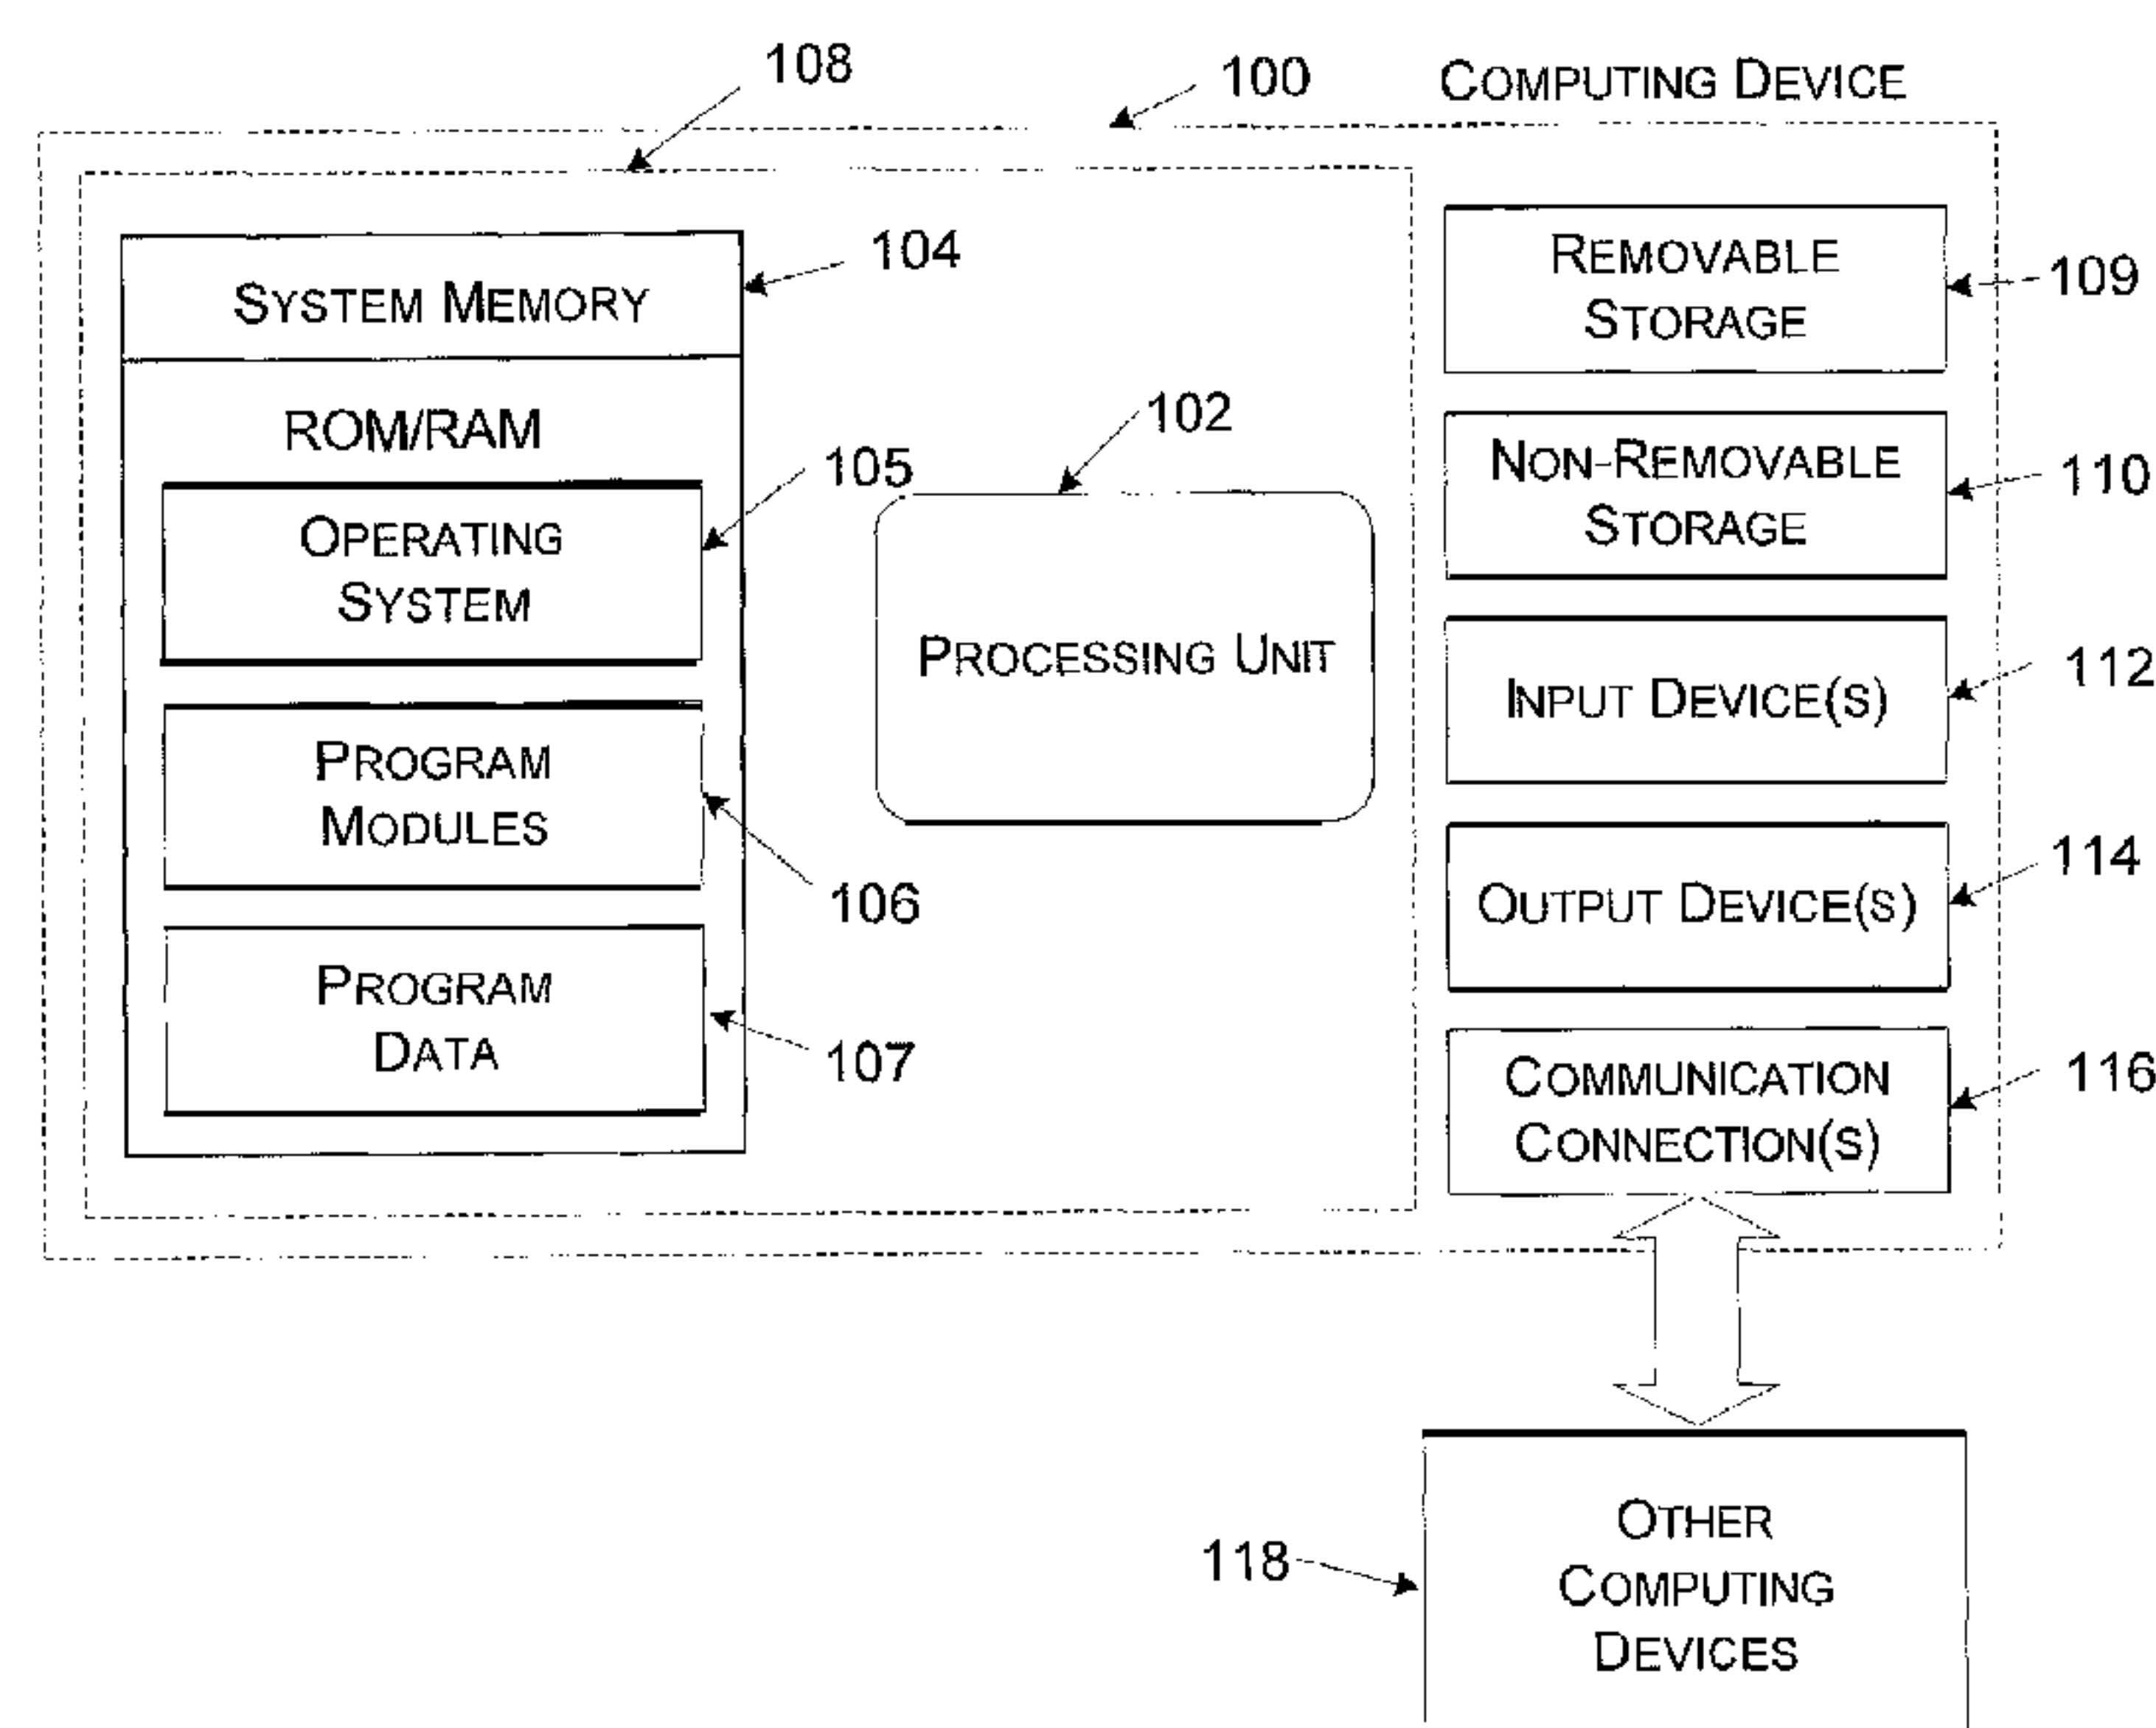 108
100
COMPUTING DEVICE
104
SYSTEM MEMORY
ROM/RAM
105
OPERATING
SYSTEM
PROGRAM
MODULES
106
PROGRAM
DATA
107
102
PROCESSING UNIT
REMOVABLE
STORAGE
109
NON-REMOVABLE
STORAGE
110
INPUT DEVICE(S)
112
OUTPUT DEVICE(S)
114
COMMUNICATION
CONNECTION(S)
116
118
OTHER
COMPUTING
DEVICES